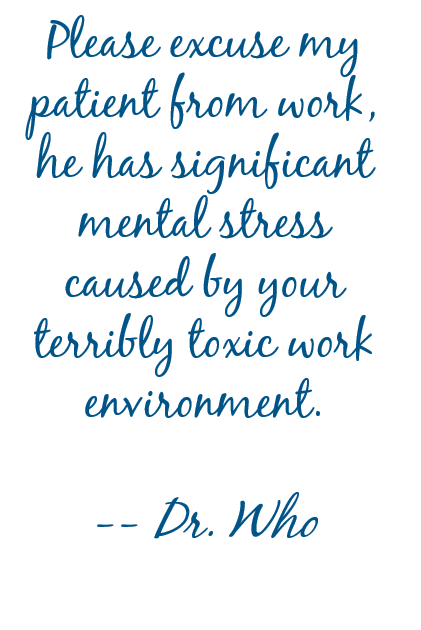 Please excuse my
patient from work,
he has significant
mental stress
caused by your
terribly toxic work
environment.
-- Dr. Who